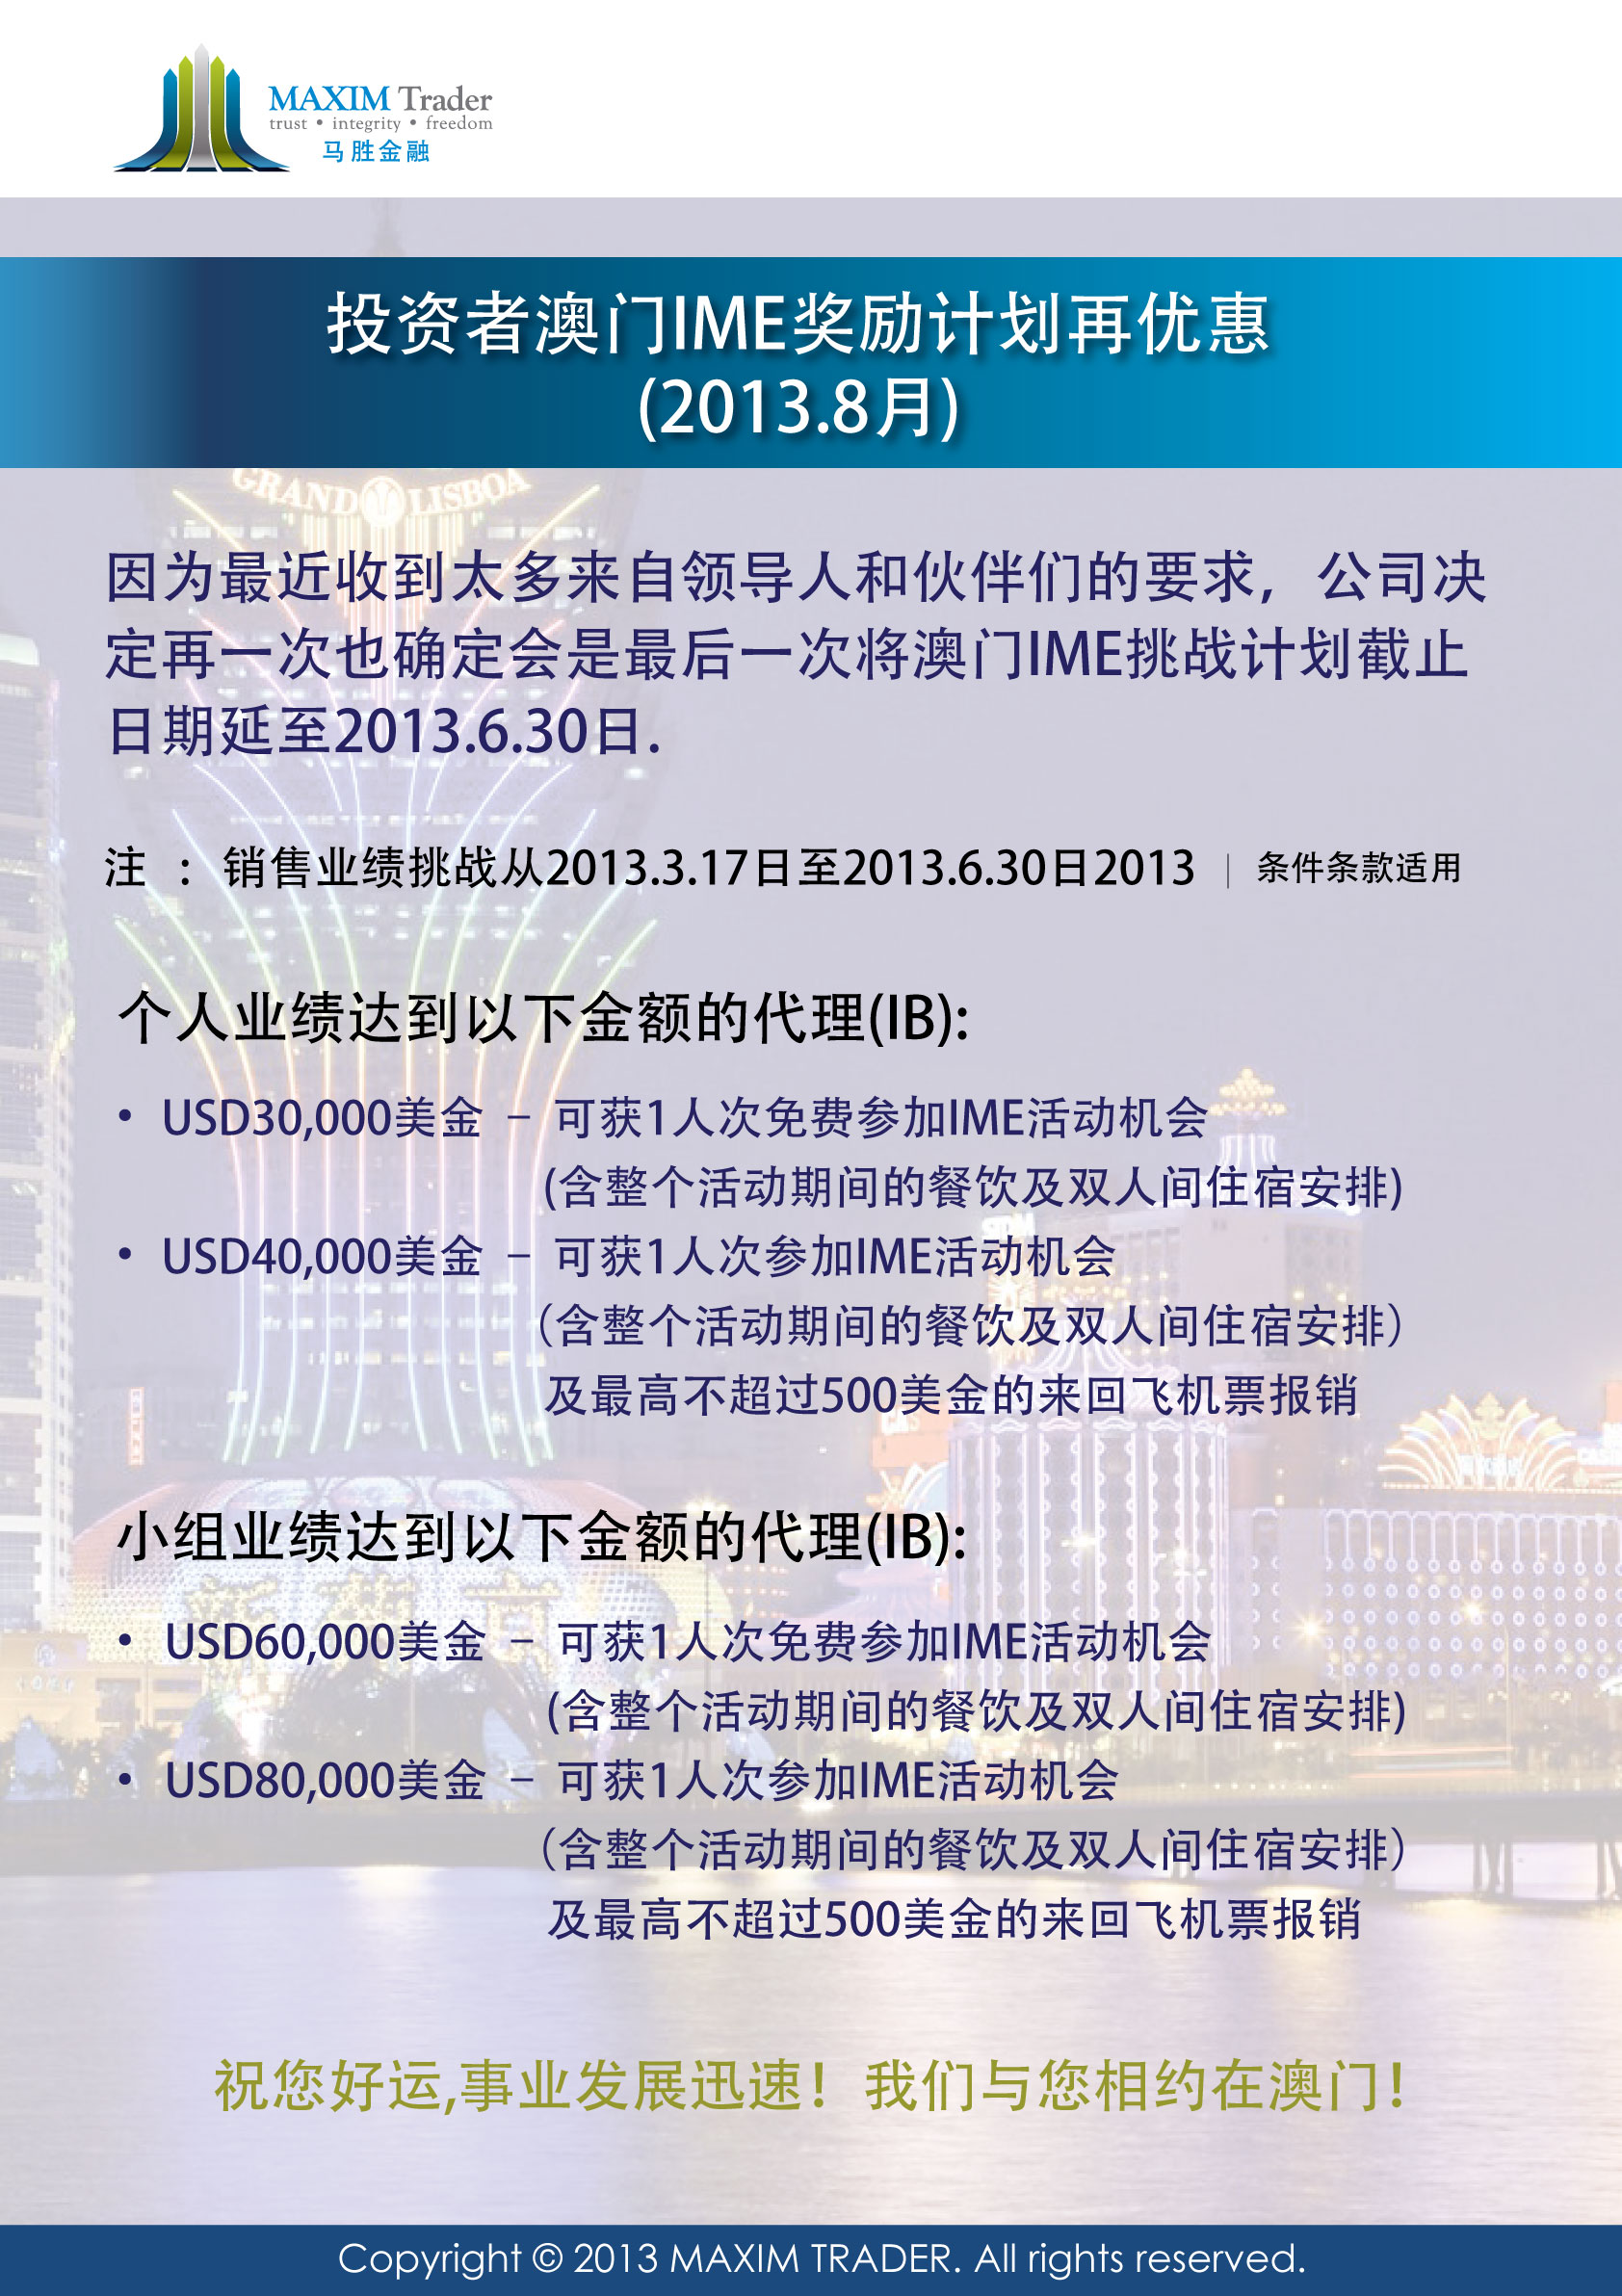 MAXIM Trader
trust • integrity • freedom
马胜金融
投资者澳门IME奖励计划再优惠
(2013.8月)
GRAND LISBOA
因为最近收到太多来自领导人和伙伴们的要求，公司决
定再一次也确定会是最后一次将澳门IME挑战计划截止
日期延至2013.6.30日.
注 : 销售业绩挑战从2013.3.17日至2013.6.30日2013 | 条件条款适用
个人业绩达到以下金额的代理(IB):
• USD30,000美金 – 可获1人次免费参加IME活动机会
(含整个活动期间的餐饮及双人间住宿安排)
• USD40,000美金 – 可获1人次参加IME活动机会
（含整个活动期间的餐饮及双人间住宿安排）
及最高不超过500美金的来回飞机票报销
小组业绩达到以下金额的代理(IB):
• USD60,000美金 – 可获1人次免费参加IME活动机会
(含整个活动期间的餐饮及双人间住宿安排)
• USD80,000美金 – 可获1人次参加IME活动机会
（含整个活动期间的餐饮及双人间住宿安排）
及最高不超过500美金的来回飞机票报销
祝您好运,事业发展迅速！我们与您相约在澳门！
Copyright © 2013 MAXIM TRADER. All rights reserved.